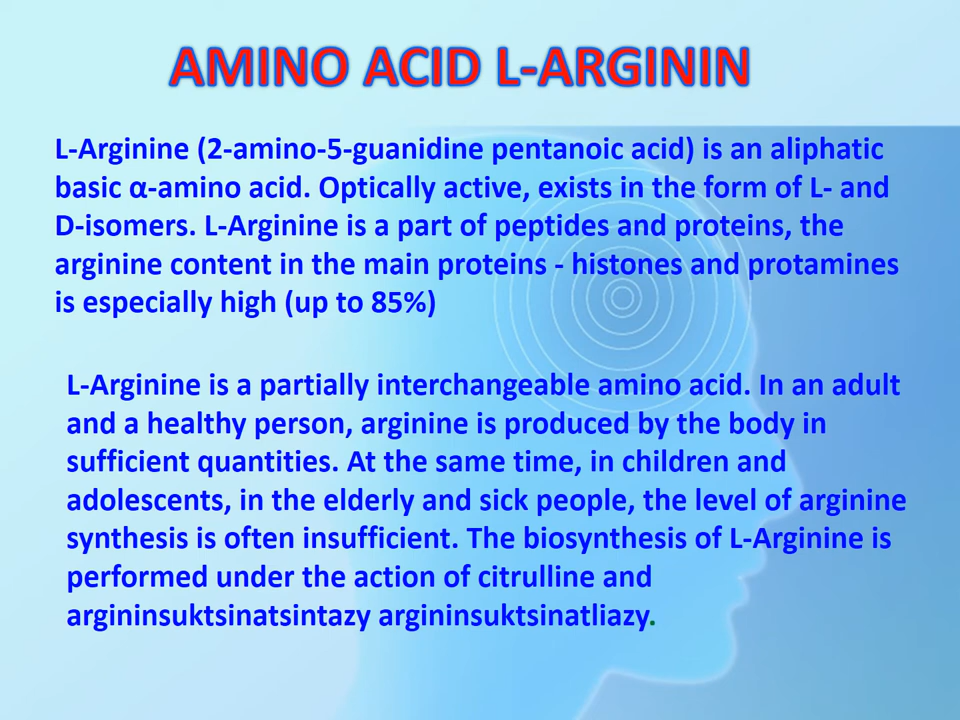 AMINO ACID L-ARGININ
L-Arginine (2-amino-5-guanidine pentanoic acid) is an aliphatic
basic α-amino acid. Optically active, exists in the form of L- and
D-isomers. L-Arginine is a part of peptides and proteins, the
arginine content in the main proteins - histones and protamines
is especially high (up to 85%)
L-Arginine is a partially interchangeable amino acid. In an adult
and a healthy person, arginine is produced by the body in
sufficient quantities. At the same time, in children and
adolescents, in the elderly and sick people, the level of arginine
synthesis is often insufficient. The biosynthesis of L-Arginine is
performed under the action of citrulline and
argininsuktsinatsintazy argininsuktsinatliazy.